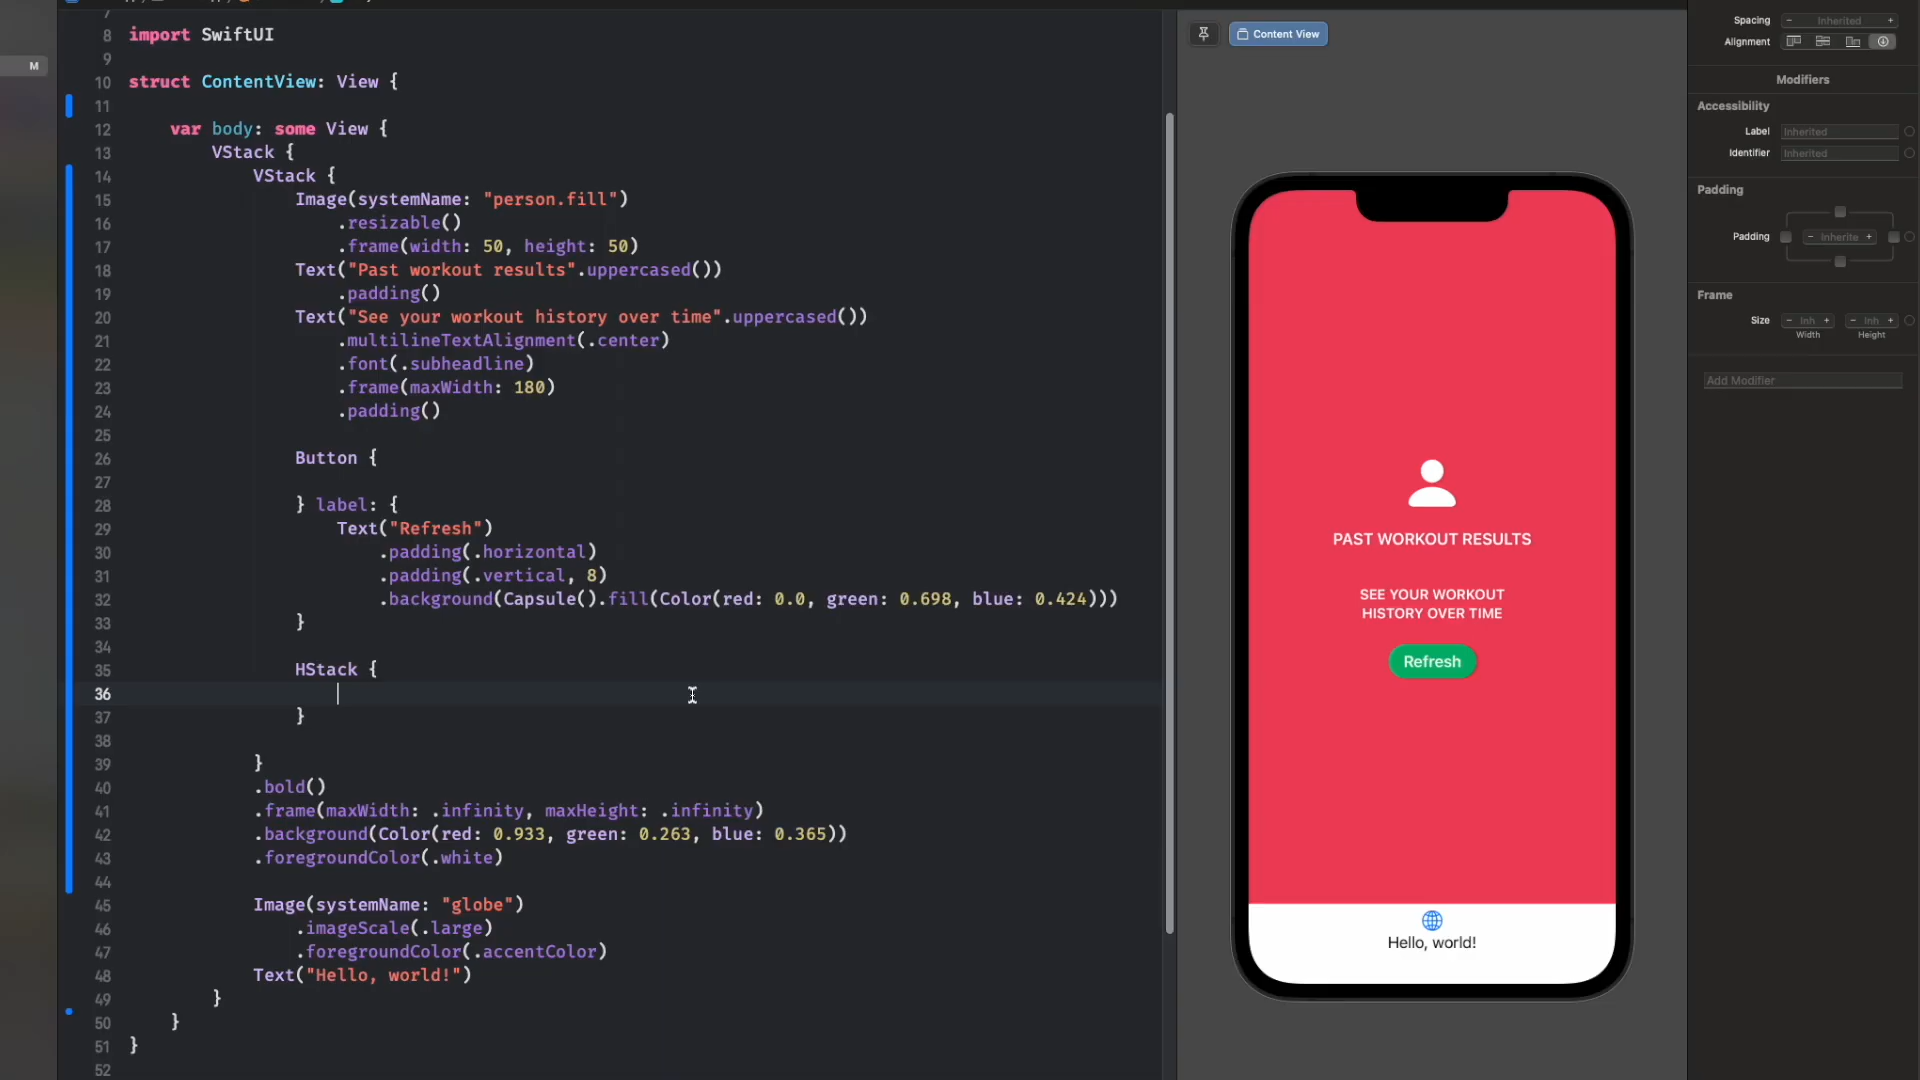 M
7
8 import SwiftUI
9
10 struct ContentView: View {
11
12     var body: some View {
13         VStack {
14             VStack {
15                 Image(systemName: "person.fill")
16                     .resizable()
17                     .frame(width: 50, height: 50)
18                 Text("Past workout results".uppercased())
19                     .padding()
20                 Text("See your workout history over time".uppercased())
21                     .multilineTextAlignment(.center)
22                     .font(.subheadline)
23                     .frame(maxWidth: 180)
24                     .padding()
25
26                 Button {
27
28                 } label: {
29                     Text("Refresh")
30                         .padding(.horizontal)
31                         .padding(.vertical, 8)
32                         .background(Capsule().fill(Color(red: 0.0, green: 0.698, blue: 0.424)))
33                 }
34
35                 HStack {
36
37                 }
38
39             }
40             .bold()
41             .frame(maxWidth: .infinity, maxHeight: .infinity)
42             .background(Color(red: 0.933, green: 0.263, blue: 0.365))
43             .foregroundColor(.white)
44
45             Image(systemName: "globe")
46                 .imageScale(.large)
47                 .foregroundColor(.accentColor)
48             Text("Hello, world!")
49         }
50     }
51 }
52
Content View
PAST WORKOUT RESULTS
SEE YOUR WORKOUT
HISTORY OVER TIME
Refresh
Hello, world!
Spacing − Inherited +
Alignment
Modifiers
Accessibility
Label Inherited
Identifier Inherited
Padding
Padding − Inherite +
Frame
Size − Inh + − Inh +
Width Height
Add Modifier